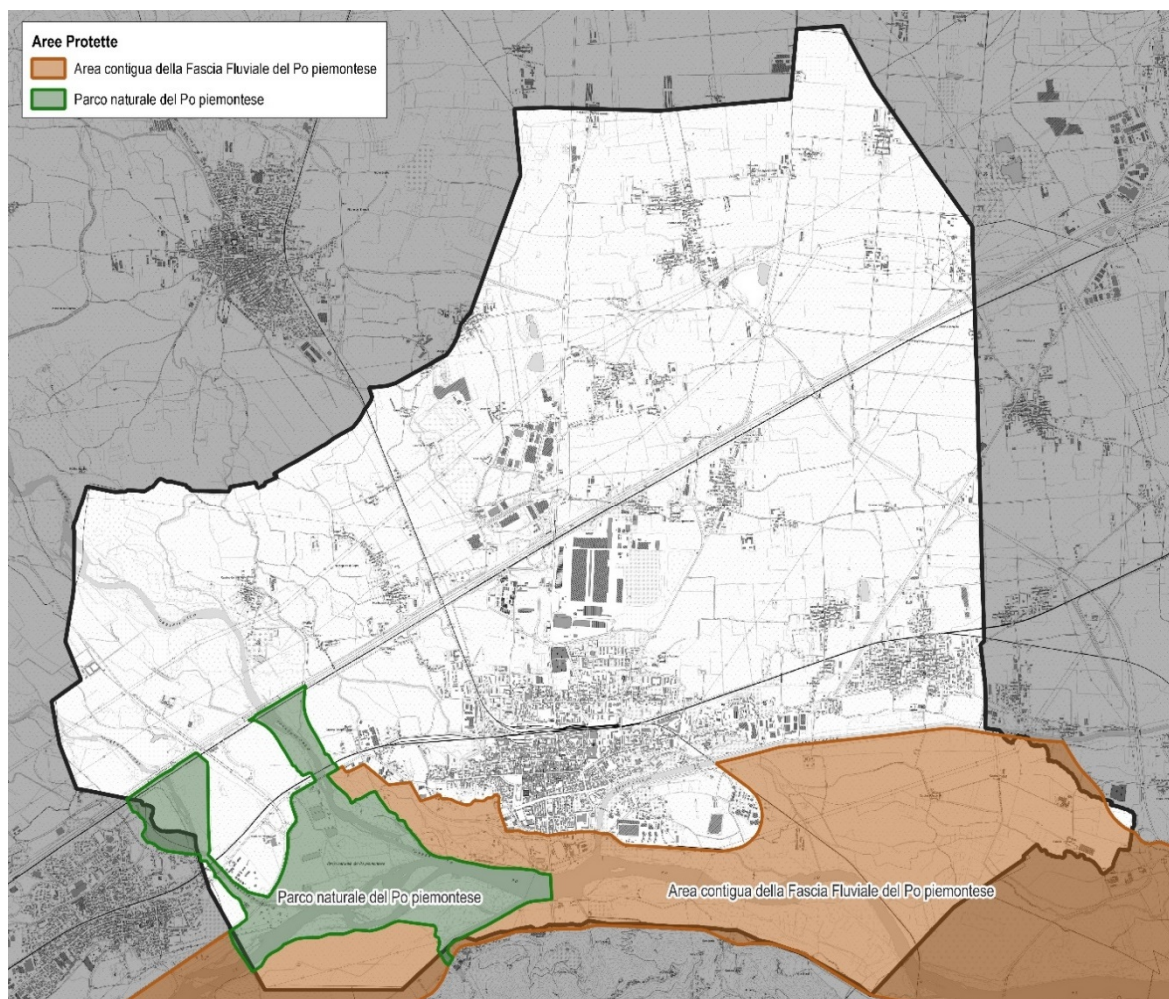 Aree Protette
Area contigua della Fascia Fluviale del Po piemontese
Parco naturale del Po piemontese
Parco naturale del Po piemontese
Area contigua della Fascia Fluviale del Po piemontese